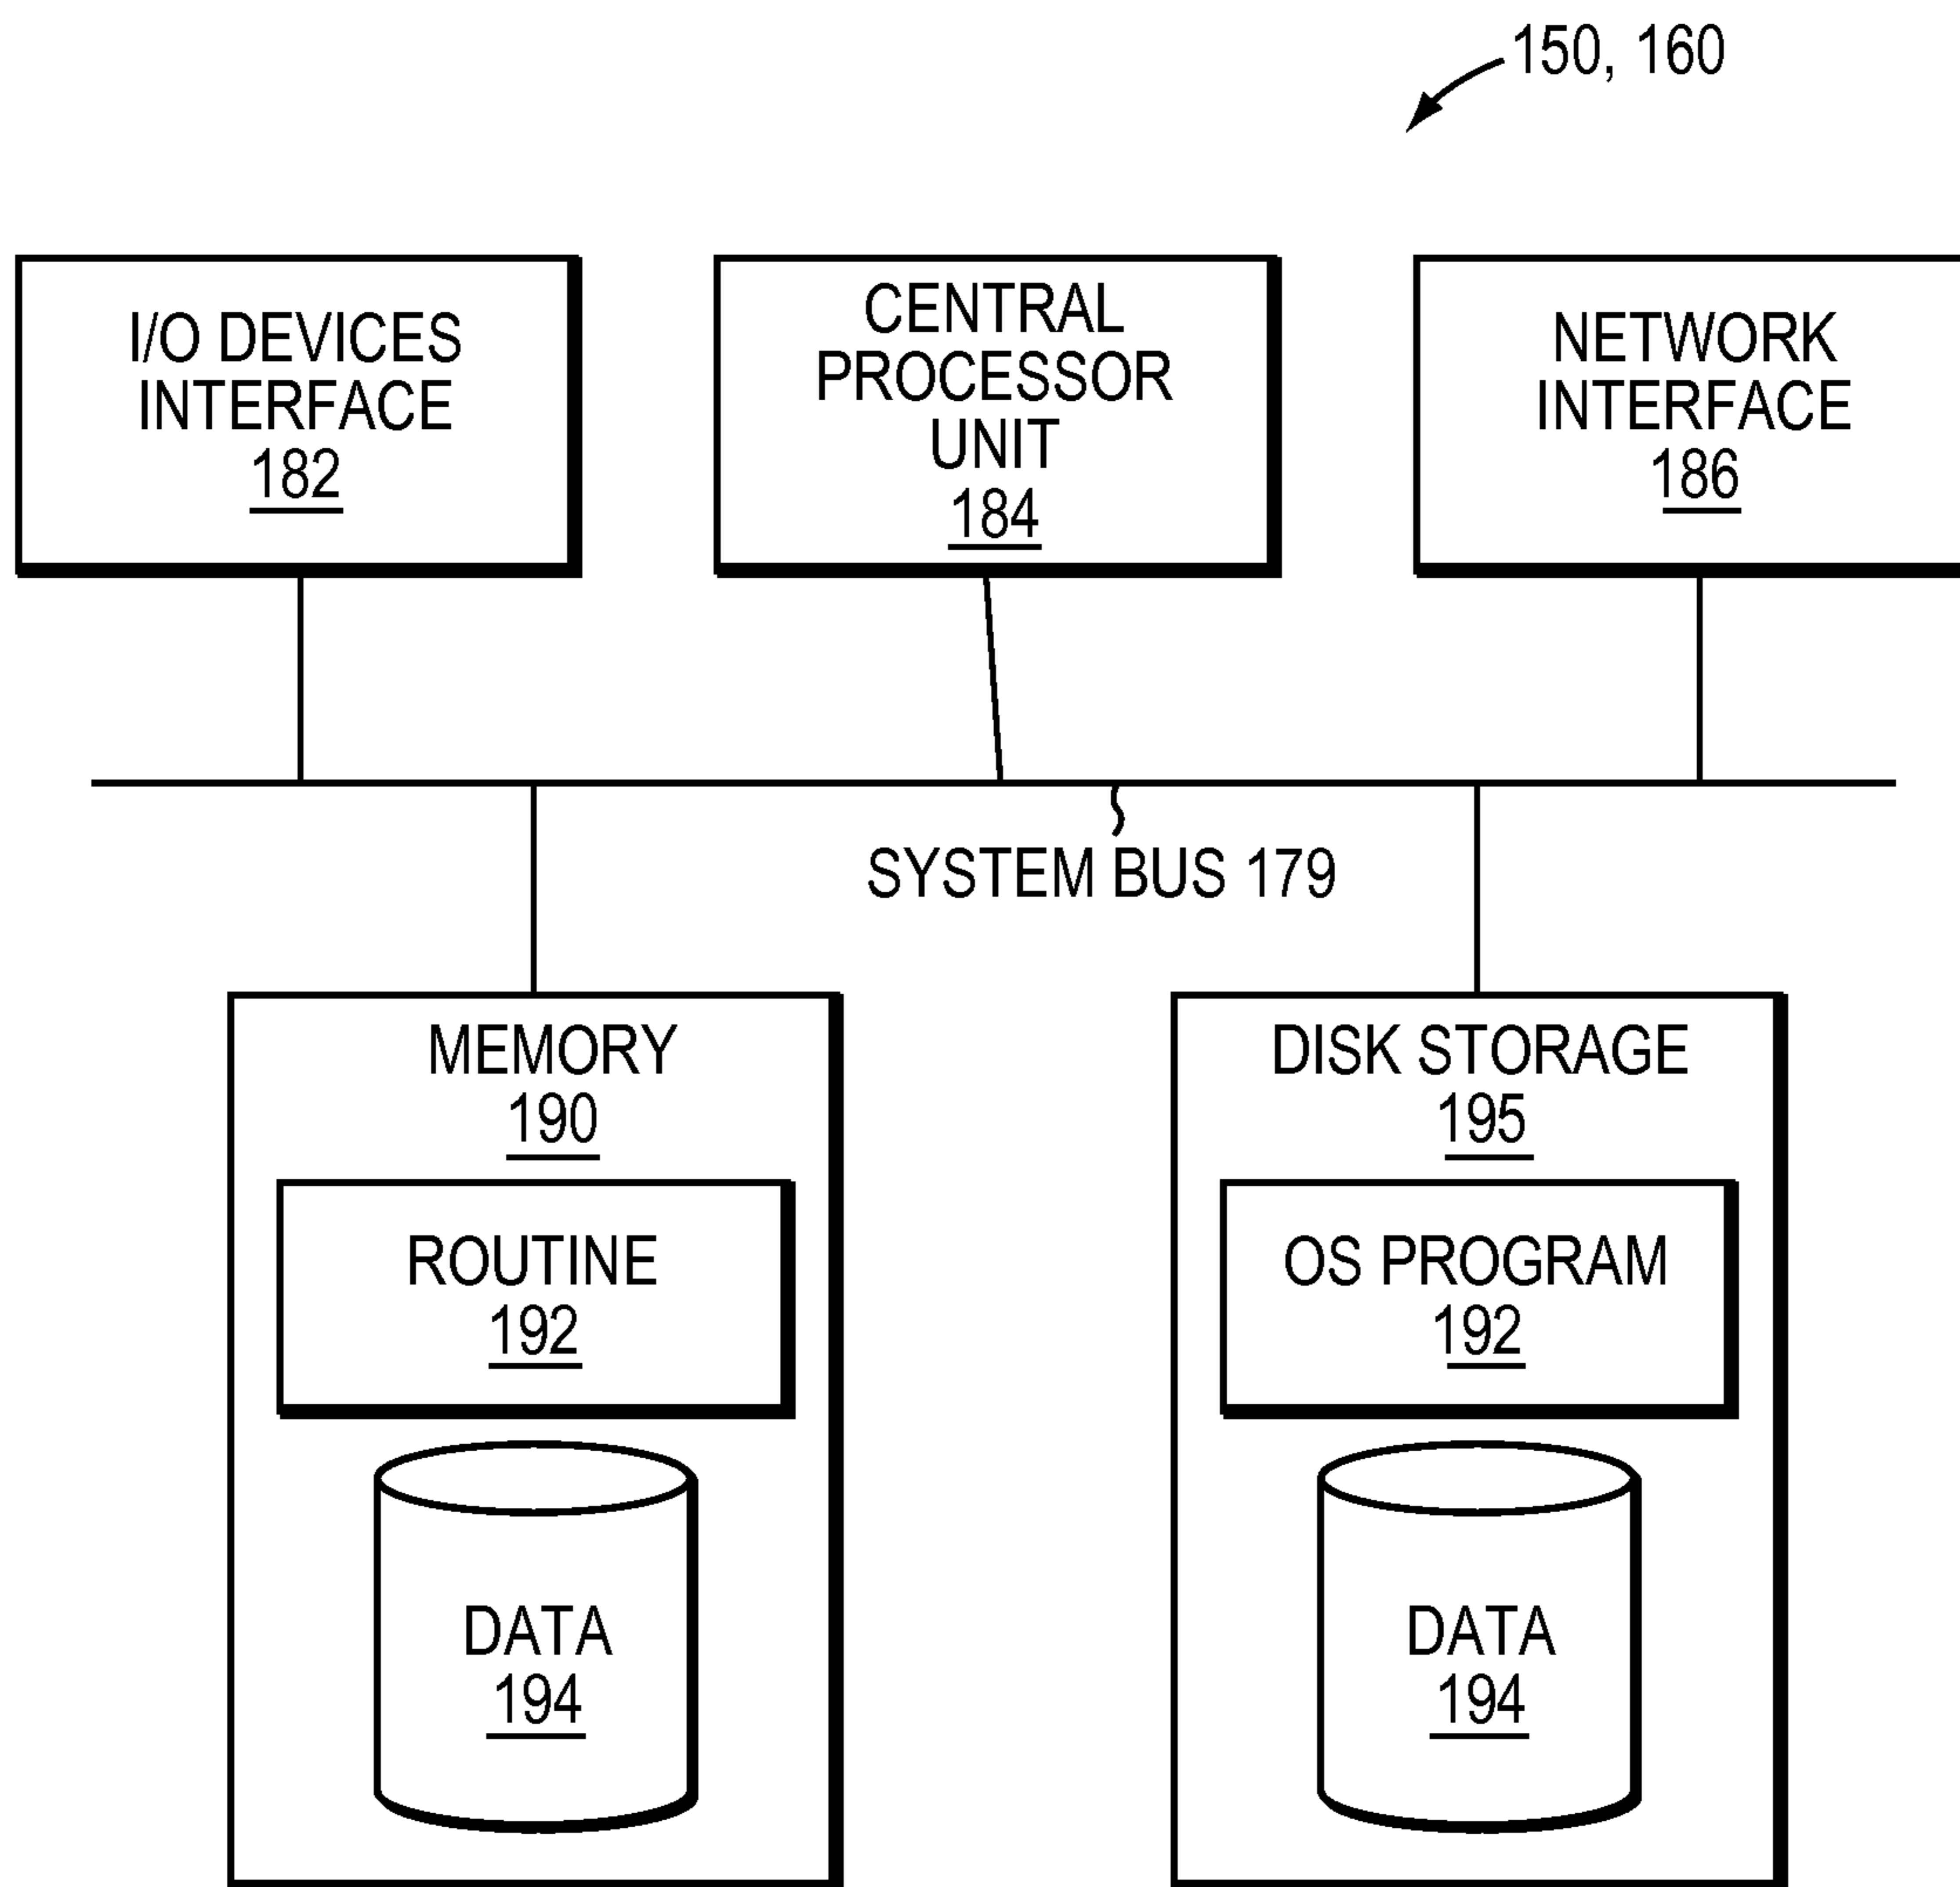 150, 160
I/O DEVICES
INTERFACE
182
CENTRAL
PROCESSOR
UNIT
184
NETWORK
INTERFACE
186
SYSTEM BUS 179
MEMORY
190
ROUTINE
192
DATA
194
DISK STORAGE
195
OS PROGRAM
192
DATA
194